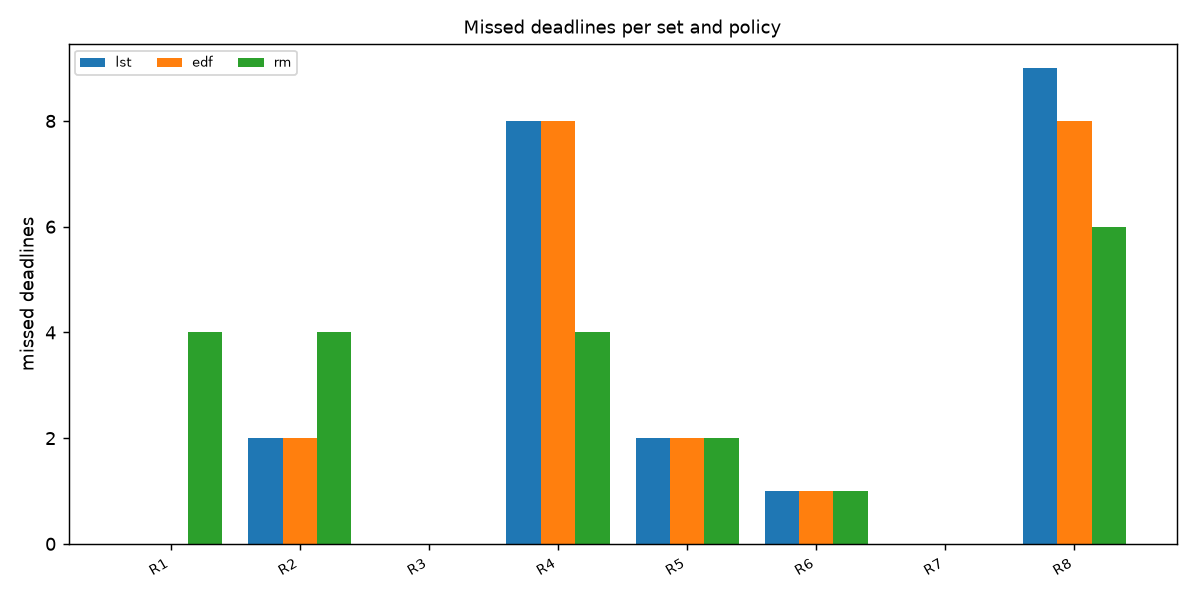 Missed deadlines per set and policy
lst edf rm
missed deadlines
8
6
4
2
0
R1 R2 R3 R4 R5 R6 R7 R8